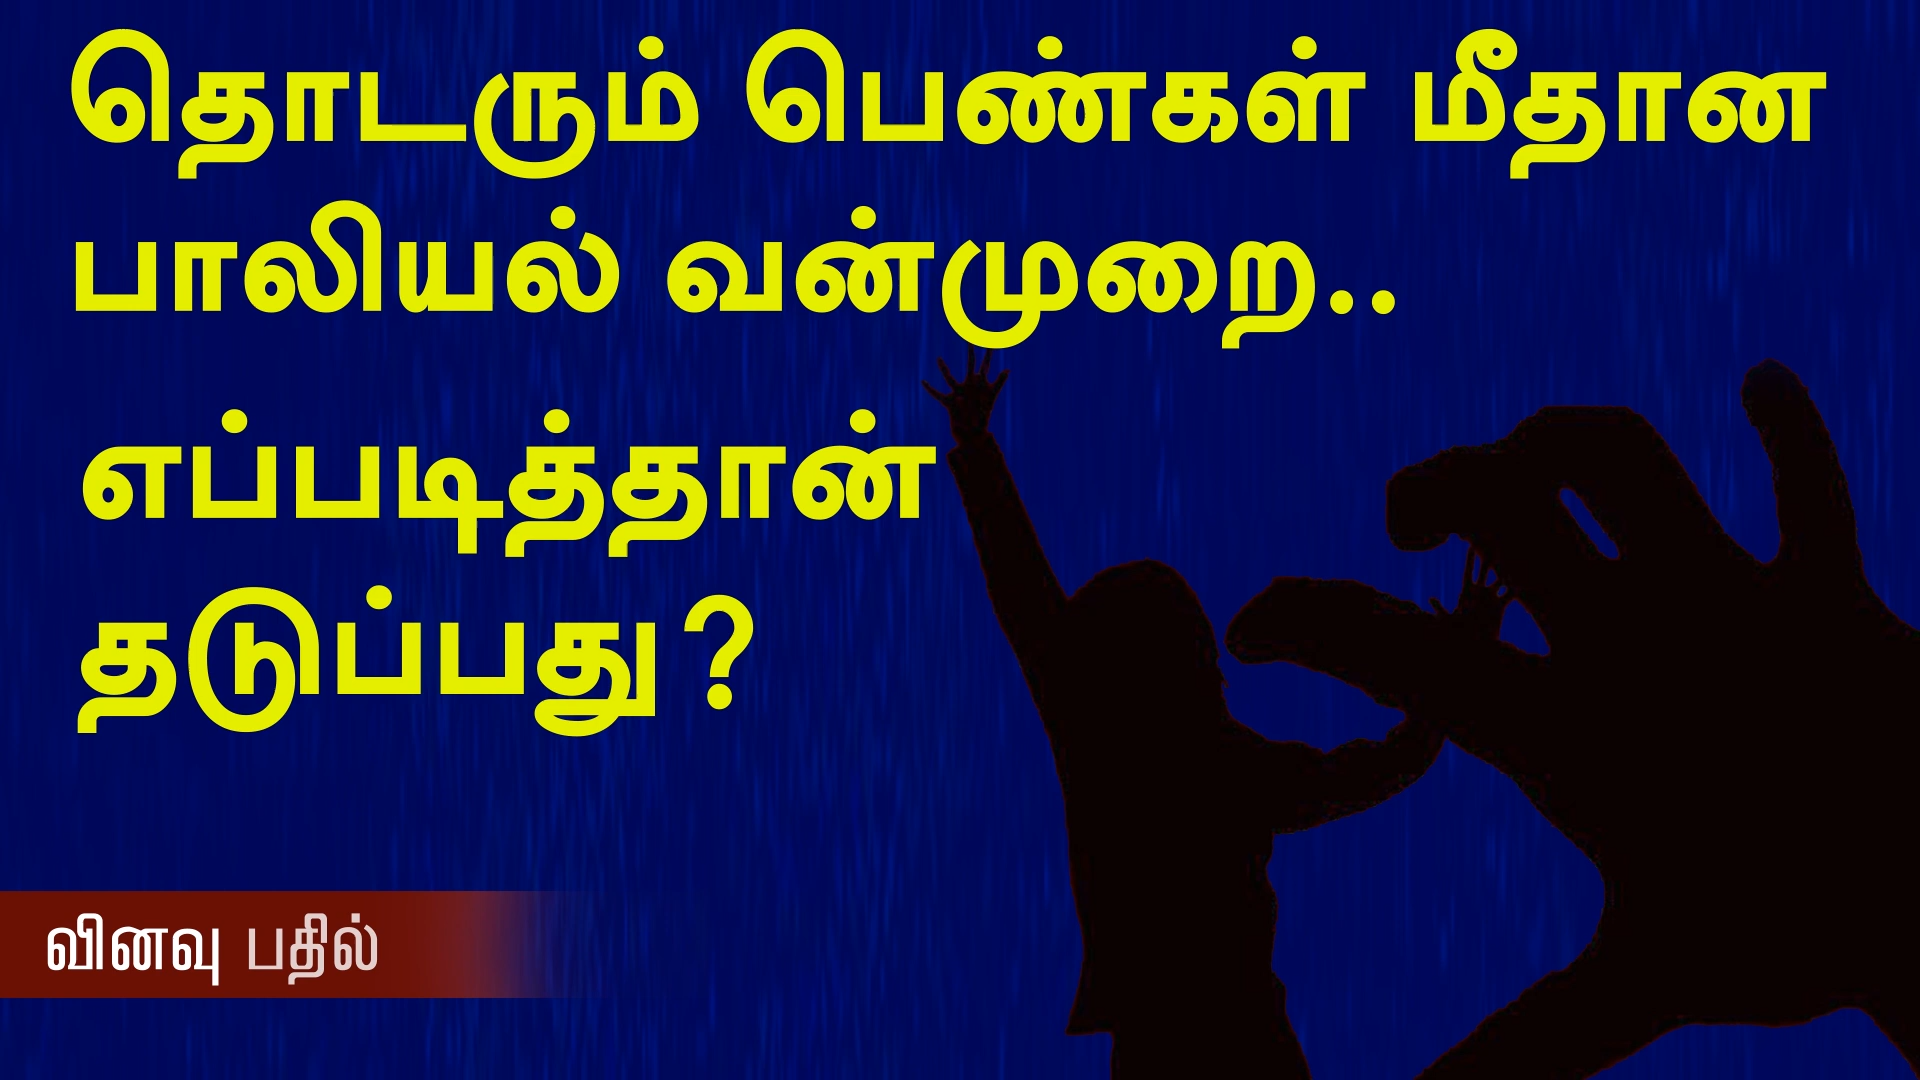 தொடரும் பெண்கள் மீதான
பாலியல் வன்முறை..
எப்படித்தான்
தடுப்பது?
வினவு பதில்